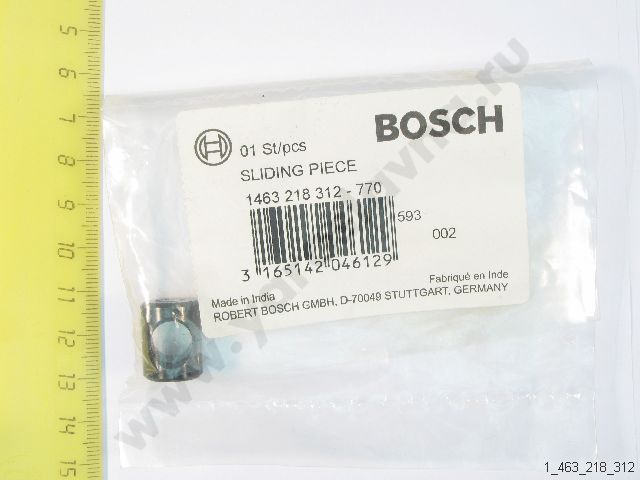 BOSCH
01 St/pcs
SLIDING PIECE
1463 218 312 - 770
593
002
3 165142 046129
Made in India
Fabriqué en Inde
ROBERT BOSCH GMBH, D-70049 STUTTGART, GERMANY
5
6
7
8
9
10
11
12
13
14
15
1_463_218_312